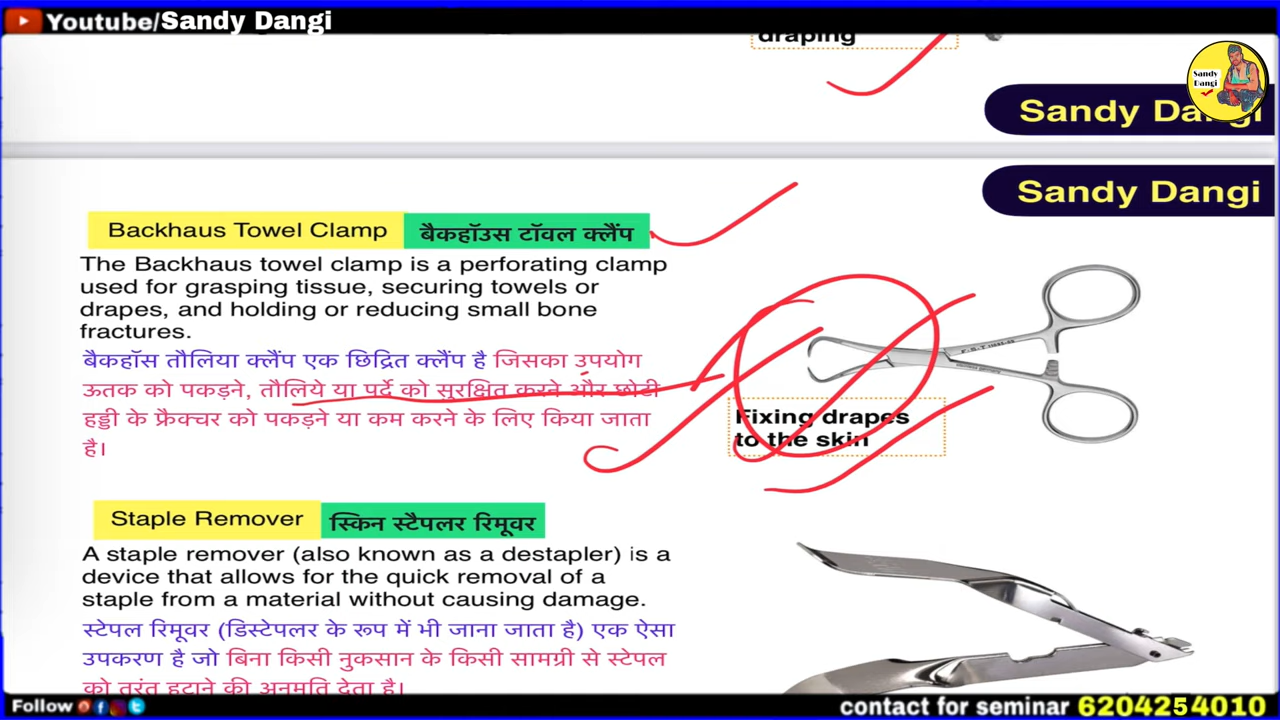 Youtube/Sandy Dangi
draping
Sandy Dangi
Sandy Dangi
Sandy Dangi
Backhaus Towel Clamp बैकहॉउस टॉवल क्लैंप
The Backhaus towel clamp is a perforating clamp
used for grasping tissue, securing towels or
drapes, and holding or reducing small bone
fractures.
बैकहॉस तौलिया क्लैंप एक छिद्रित क्लैंप है जिसका उपयोग
ऊतक को पकड़ने, तौलिये या पर्दे को सुरक्षित करने और छोटी
हड्डी के फ्रैक्चर को पकड़ने या कम करने के लिए किया जाता
है।
Fixing drapes
to the skin
Staple Remover स्किन स्टैपलर रिमूवर
A staple remover (also known as a destapler) is a
device that allows for the quick removal of a
staple from a material without causing damage.
स्टेपल रिमूवर (डिस्टेपलर के रूप में भी जाना जाता है) एक ऐसा
उपकरण है जो बिना किसी नुकसान के किसी सामग्री से स्टेपल
को तुरंत हटाने की अनुमति देता है।
Follow contact for seminar 6204254010